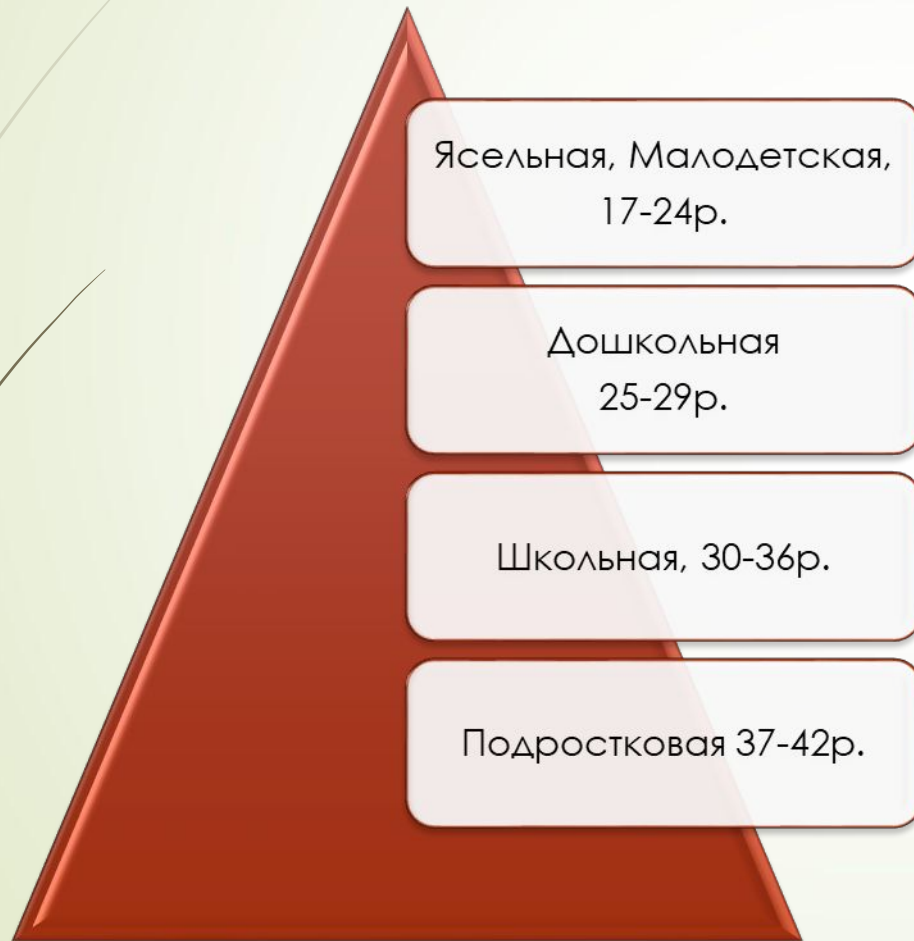 Ясельная, Малодетская,
17-24р.
Дошкольная
25-29р.
Школьная, 30-36р.
Подростковая 37-42р.